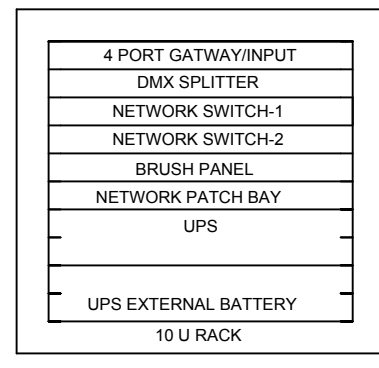 4 PORT GATWAY/INPUT
DMX SPLITTER
NETWORK SWITCH-1
NETWORK SWITCH-2
BRUSH PANEL
NETWORK PATCH BAY
UPS
UPS EXTERNAL BATTERY
10 U RACK